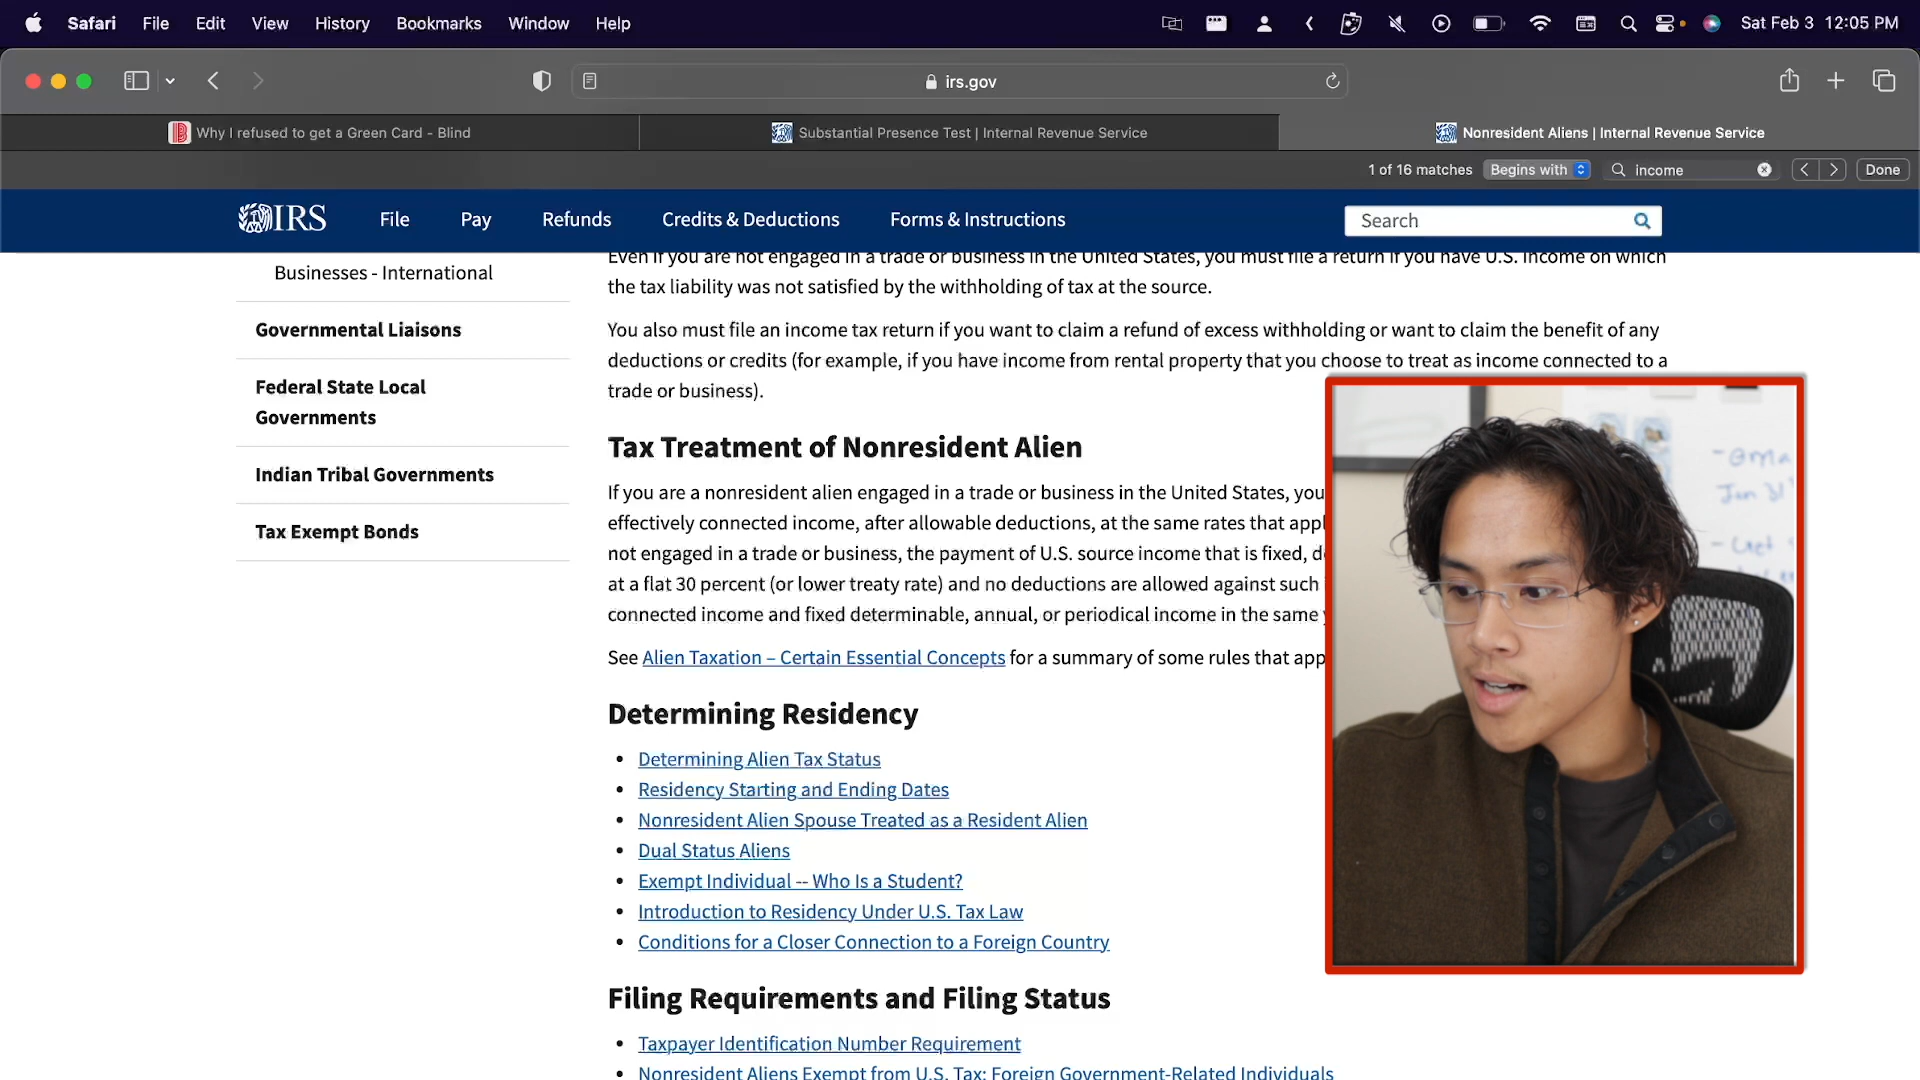 Safari File Edit View History Bookmarks Window Help Sat Feb 3 12:05 PM
irs.gov
Why I refused to get a Green Card - Blind Substantial Presence Test | Internal Revenue Service Nonresident Aliens | Internal Revenue Service
1 of 16 matches Begins with income Done
IRS File Pay Refunds Credits & Deductions Forms & Instructions Search
Businesses - International
Governmental Liaisons
Federal State Local
Governments
Indian Tribal Governments
Tax Exempt Bonds
Even if you are not engaged in a trade or business in the United States, you must file a return if you have U.S. income on which
the tax liability was not satisfied by the withholding of tax at the source.
You also must file an income tax return if you want to claim a refund of excess withholding or want to claim the benefit of any
deductions or credits (for example, if you have income from rental property that you choose to treat as income connected to a
trade or business).
Tax Treatment of Nonresident Alien
If you are a nonresident alien engaged in a trade or business in the United States, you
effectively connected income, after allowable deductions, at the same rates that appl
not engaged in a trade or business, the payment of U.S. source income that is fixed, d
at a flat 30 percent (or lower treaty rate) and no deductions are allowed against such
connected income and fixed determinable, annual, or periodical income in the same
See Alien Taxation – Certain Essential Concepts for a summary of some rules that app
Determining Residency
• Determining Alien Tax Status
• Residency Starting and Ending Dates
• Nonresident Alien Spouse Treated as a Resident Alien
• Dual Status Aliens
• Exempt Individual -- Who Is a Student?
• Introduction to Residency Under U.S. Tax Law
• Conditions for a Closer Connection to a Foreign Country
Filing Requirements and Filing Status
• Taxpayer Identification Number Requirement
• Nonresident Aliens Exempt from U.S. Tax: Foreign Government-Related Individuals